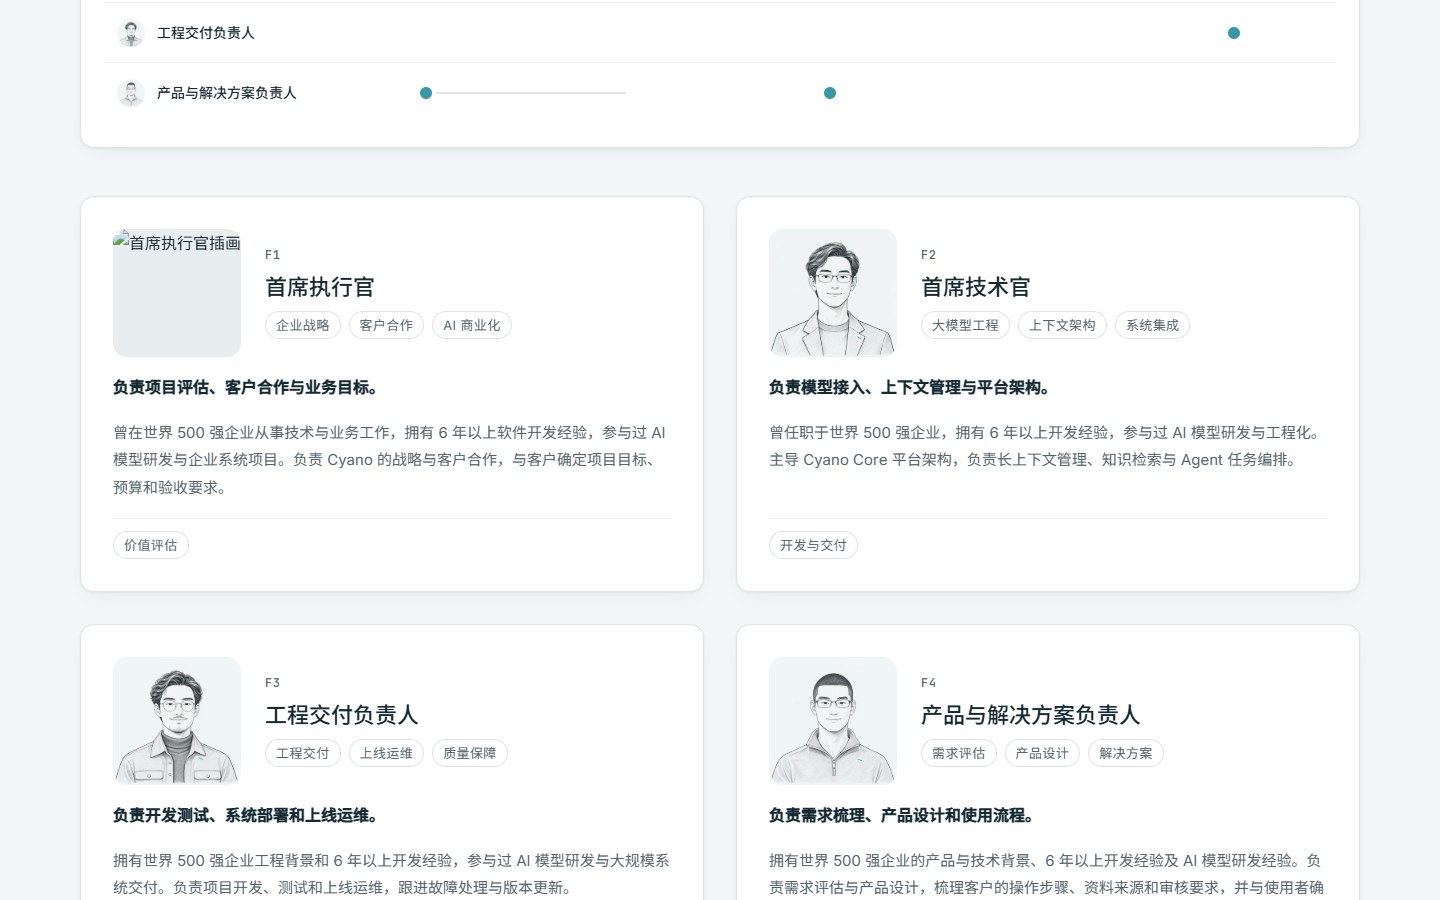 工程交付负责人
产品与解决方案负责人
首席执行官插画
F1
首席执行官
企业战略
客户合作
AI 商业化
负责项目评估、客户合作与业务目标。
曾在世界 500 强企业从事技术与业务工作，拥有 6 年以上软件开发经验，参与过 AI
模型研发与企业系统项目。负责 Cyano 的战略与客户合作，与客户确定项目目标、
预算和验收要求。
价值评估
F2
首席技术官
大模型工程
上下文架构
系统集成
负责模型接入、上下文管理与平台架构。
曾任职于世界 500 强企业，拥有 6 年以上开发经验，参与过 AI 模型研发与工程化。
主导 Cyano Core 平台架构，负责长上下文管理、知识检索与 Agent 任务编排。
开发与交付
F3
工程交付负责人
工程交付
上线运维
质量保障
负责开发测试、系统部署和上线运维。
拥有世界 500 强企业工程背景和 6 年以上开发经验，参与过 AI 模型研发与大规模系
统交付。负责项目开发、测试和上线运维，跟进故障处理与版本更新。
F4
产品与解决方案负责人
需求评估
产品设计
解决方案
负责需求梳理、产品设计和使用流程。
拥有世界 500 强企业的产品与技术背景、6 年以上开发经验及 AI 模型研发经验。负
责需求评估与产品设计，梳理客户的操作步骤、资料来源和审核要求，并与使用者确